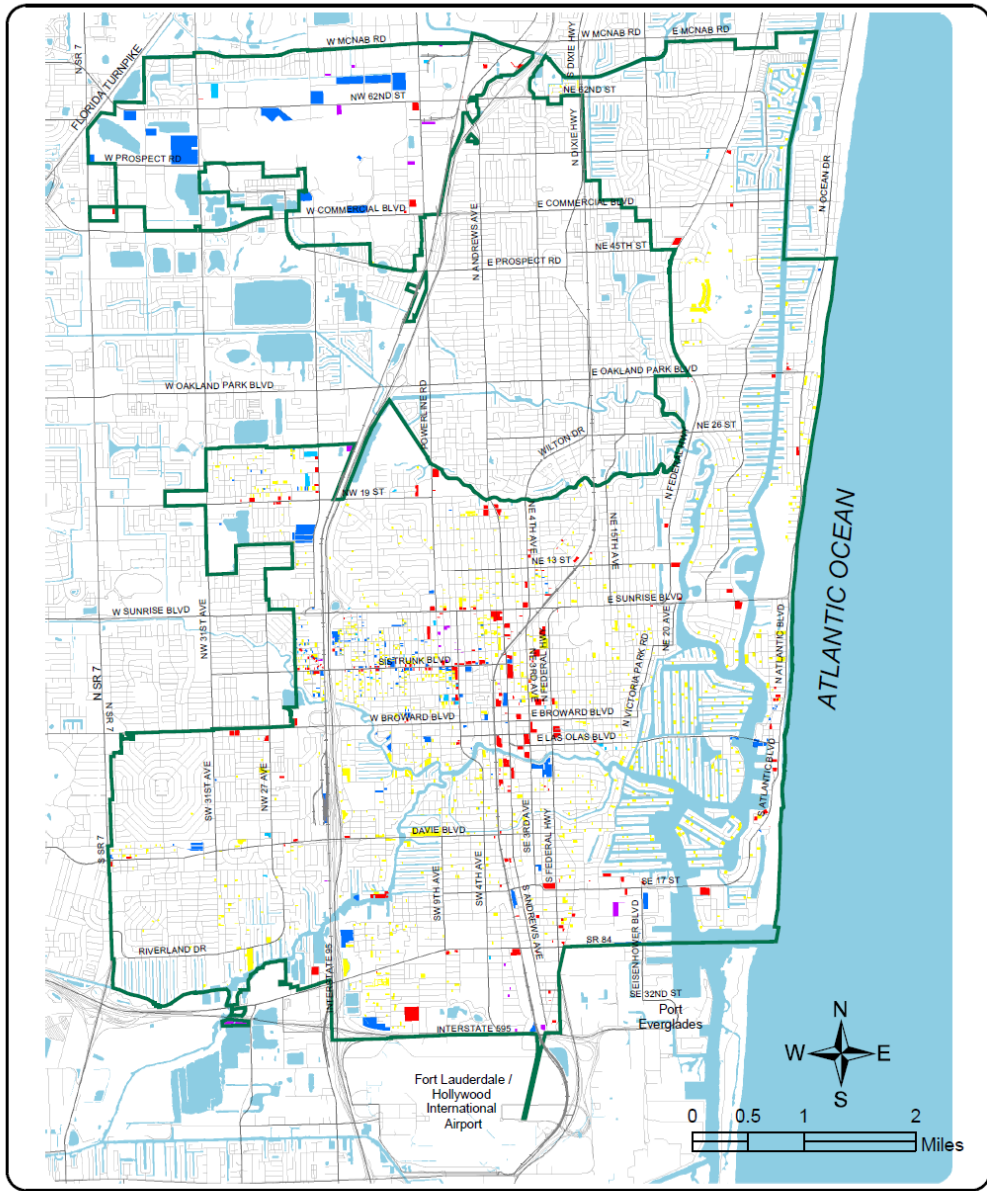 W MCNAB RD
E MCNAB RD
W MCNAB RD
N SR 7
FLORIDA TURNPIKE
S DIXIE HWY
NW 62ND ST
NE 62ND ST
N DIXIE HWY
W PROSPECT RD
N OCEAN DR
W COMMERCIAL BLVD
E COMMERCIAL BLVD
N ANDREWS AVE
NE 45TH ST
E PROSPECT RD
W OAKLAND PARK BLVD
E OAKLAND PARK BLVD
POWERLINE RD
WILTON DR
NE 26 ST
N FEDERAL HWY
NW 19 ST
NE 4TH AVE
NE 15TH AVE
NE 13 ST
ATLANTIC OCEAN
W SUNRISE BLVD
NW 31ST AVE
E SUNRISE BLVD
NE 20 AVE
N ATLANTIC BLVD
SISTRUNK BLVD
NE 3RD AVE
N FEDERAL HWY
N VICTORIA PARK RD
N SR 7
N SR 7
W BROWARD BLVD
E BROWARD BLVD
E LAS OLAS BLVD
SW 31ST AVE
NW 27 AVE
S ATLANTIC BLVD
S SR 7
DAVIE BLVD
SE 3RD AVE
S FEDERAL HWY
SW 9TH AVE
SW 4TH AVE
SE 17 ST
S ANDREWS AVE
EISENHOWER BLVD
RIVERLAND DR
INTERSTATE 95
SR 84
SE 32ND ST
Port
Everglades
INTERSTATE 595
Fort Lauderdale /
Hollywood
International
Airport
N
W
E
S
0 0.5 1 2
Miles